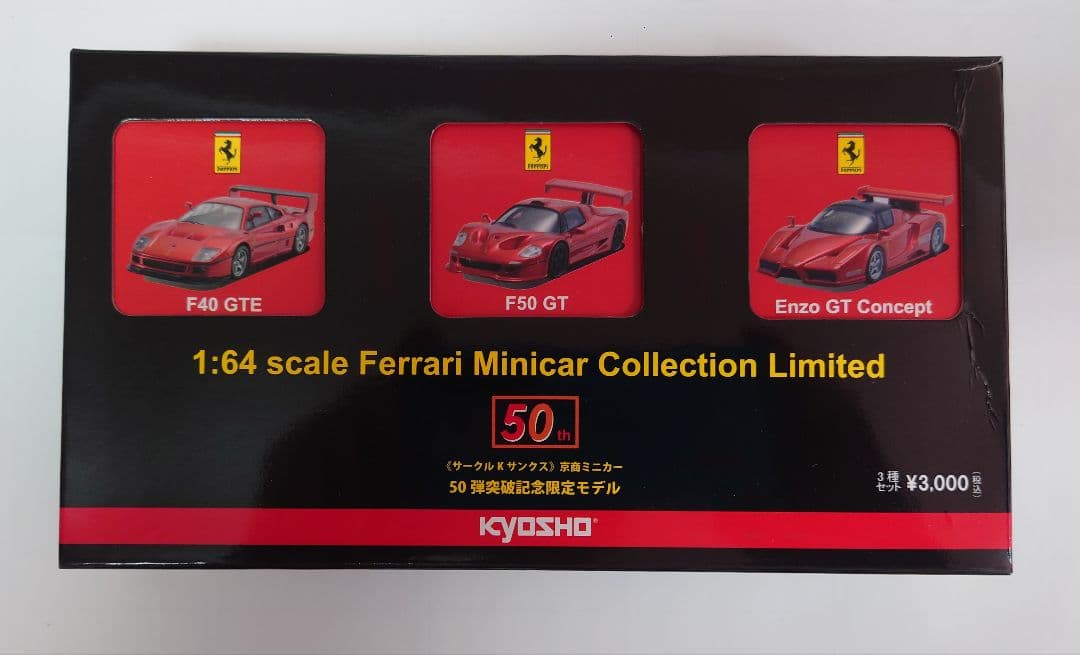 Ferrari
Ferrari
Ferrari
F40 GTE
F50 GT
Enzo GT Concept
1:64 scale Ferrari Minicar Collection Limited
50th
《サークルKサンクス》京商ミニカー
50弾突破記念限定モデル
3種
セット ¥3,000(税込)
KYOSHO®